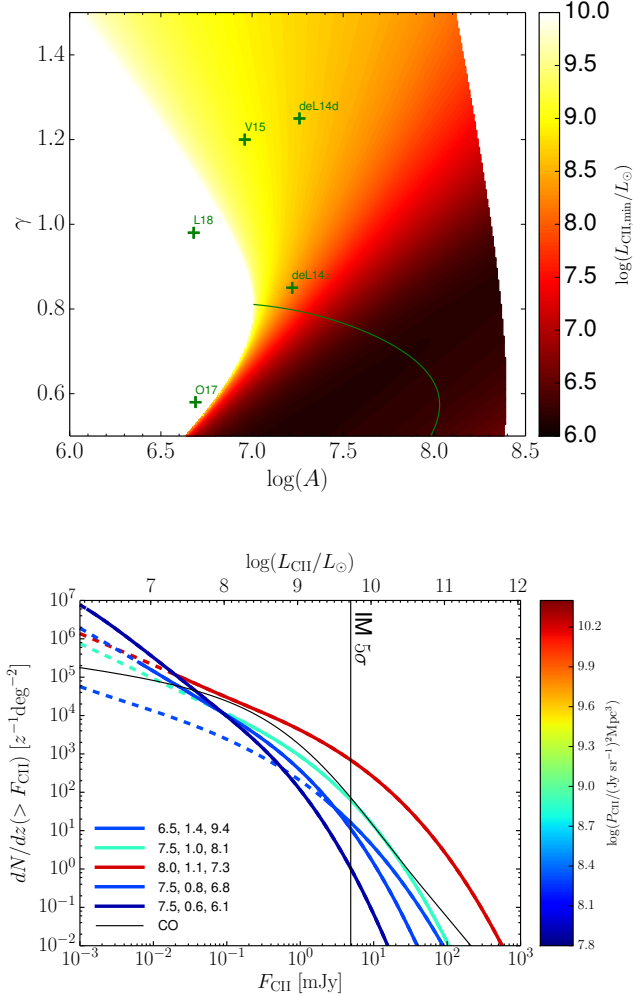 1.4
1.2
1.0
0.8
0.6
γ
6.0 6.5 7.0 7.5 8.0 8.5
log(A)
deL14d
V15
L18
deL14z
O17
10.0
9.5
9.0
8.5
8.0
7.5
7.0
6.5
6.0
log(L_CII,min/L_⊙)
log(L_CII/L_⊙)
7 8 9 10 11 12
10^7
10^6
10^5
10^4
10^3
10^2
10^1
10^0
10^−1
10^−2
dN/dz(> F_CII) [z^−1deg^−2]
IM 5σ
6.5, 1.4, 9.4
7.5, 1.0, 8.1
8.0, 1.1, 7.3
7.5, 0.8, 6.8
7.5, 0.6, 6.1
CO
10^−3 10^−2 10^−1 10^0 10^1 10^2 10^3
F_CII [mJy]
10.2
9.9
9.6
9.3
9.0
8.7
8.4
8.1
7.8
log(P_CII/(Jy sr^−1)^2Mpc^3)